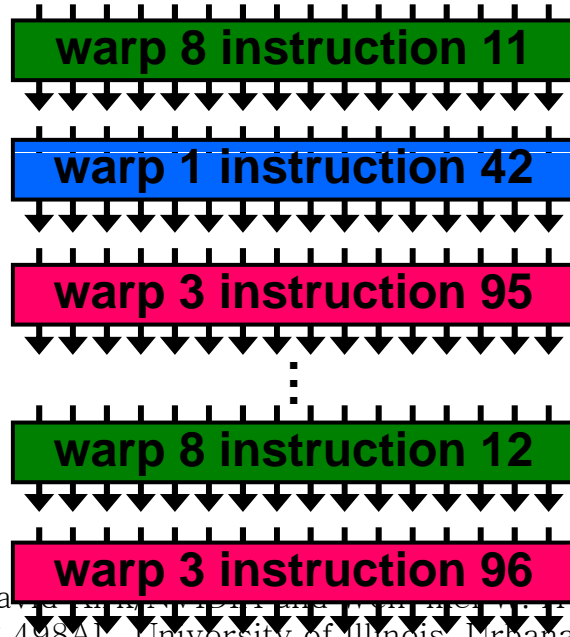 warp 8 instruction 11
warp 1 instruction 42
warp 3 instruction 95
⋮
warp 8 instruction 12
warp 3 instruction 96
498AL, University of Illinois, Urbana